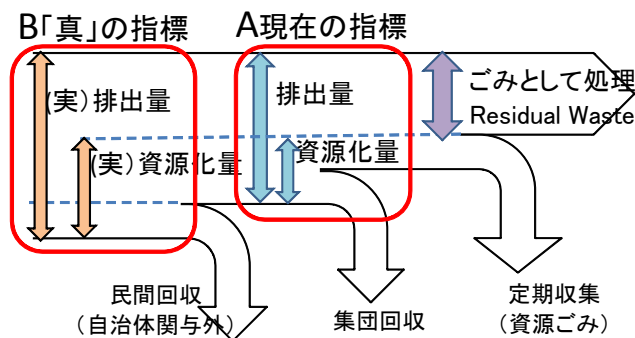 B「真」の指標
A現在の指標
(実)排出量
排出量
ごみとして処理
Residual Waste
(実)資源化量
資源化量
民間回収
（自治体関与外）
集団回収
定期収集
（資源ごみ）